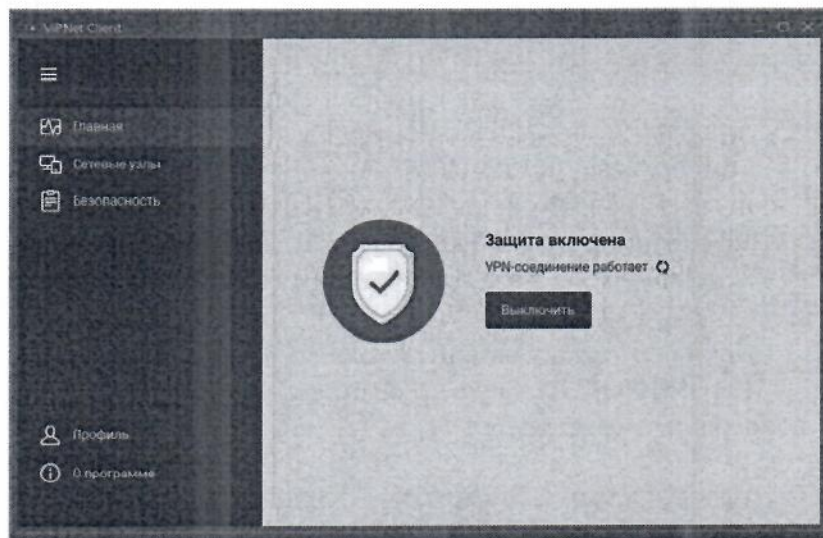 ViPNet Client
Главная
Сетевые узлы
Безопасность
Защита включена
VPN-соединение работает
Выключить
Профиль
О программе